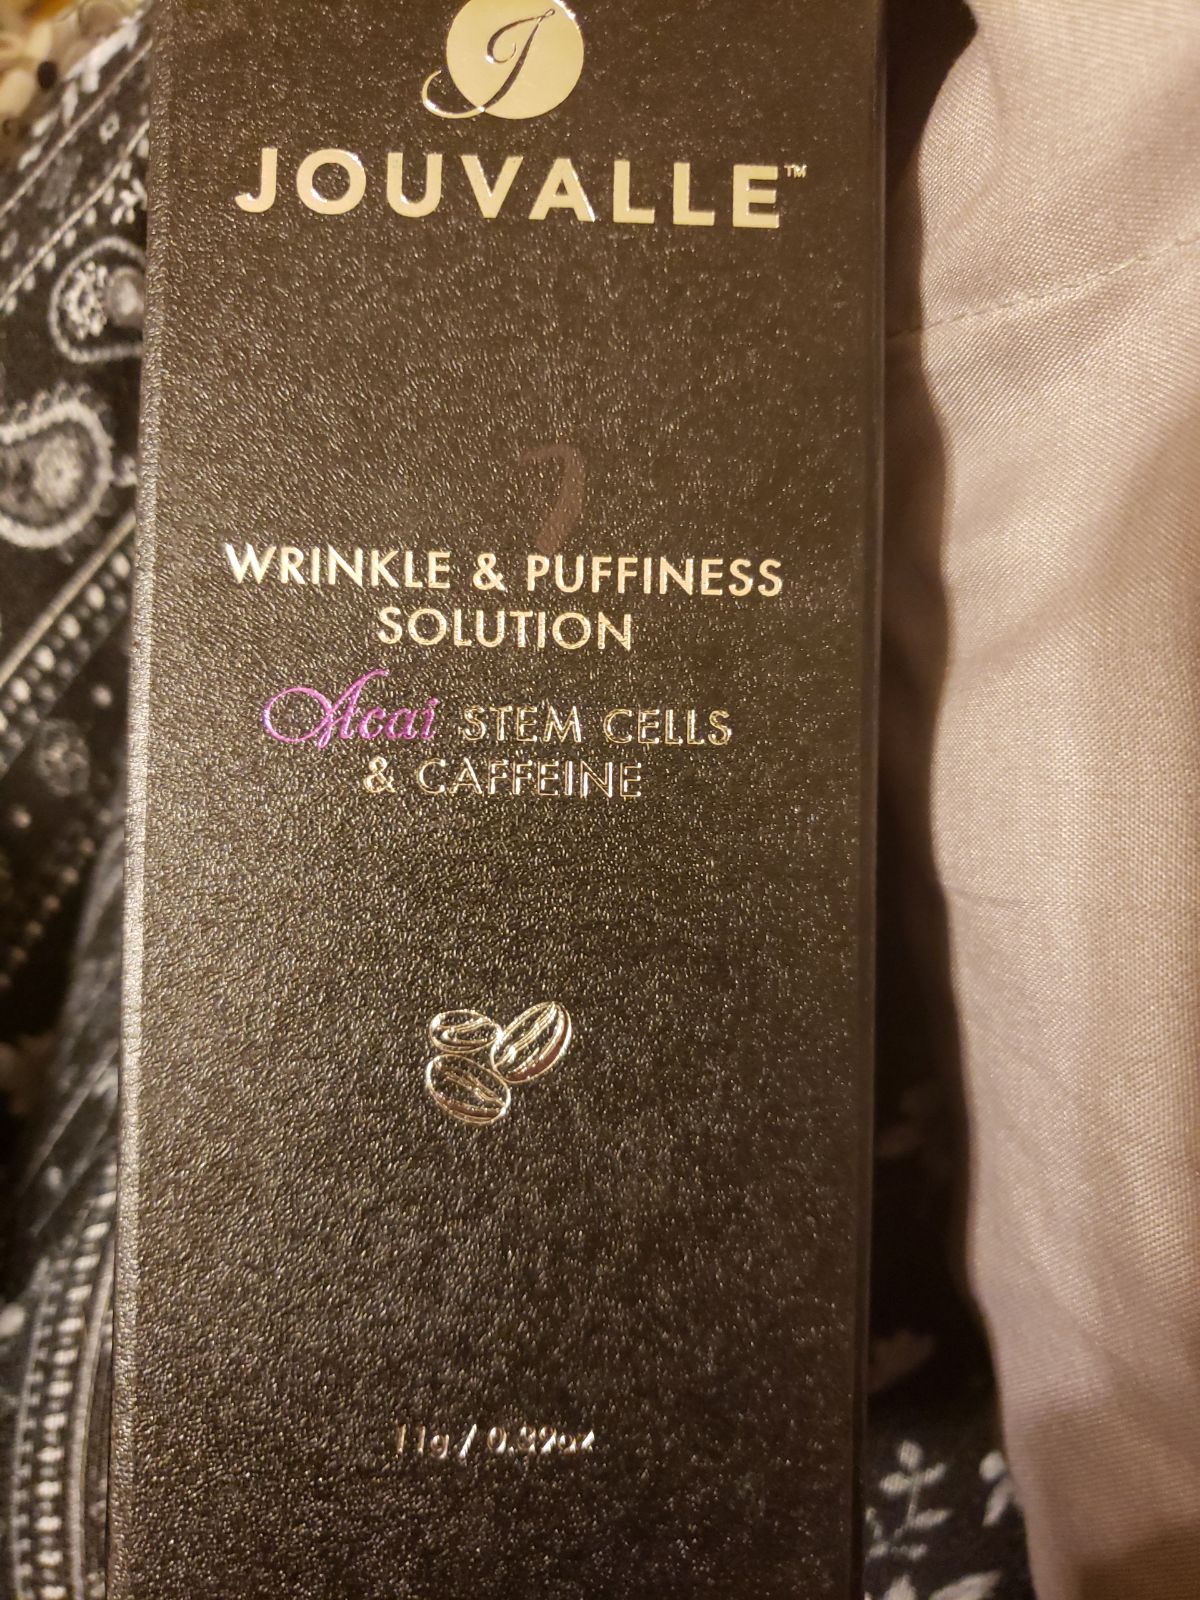 J
JOUVALLE™
WRINKLE & PUFFINESS
SOLUTION
Acai STEM CELLS
& CAFFEINE
11g / 0.39oz